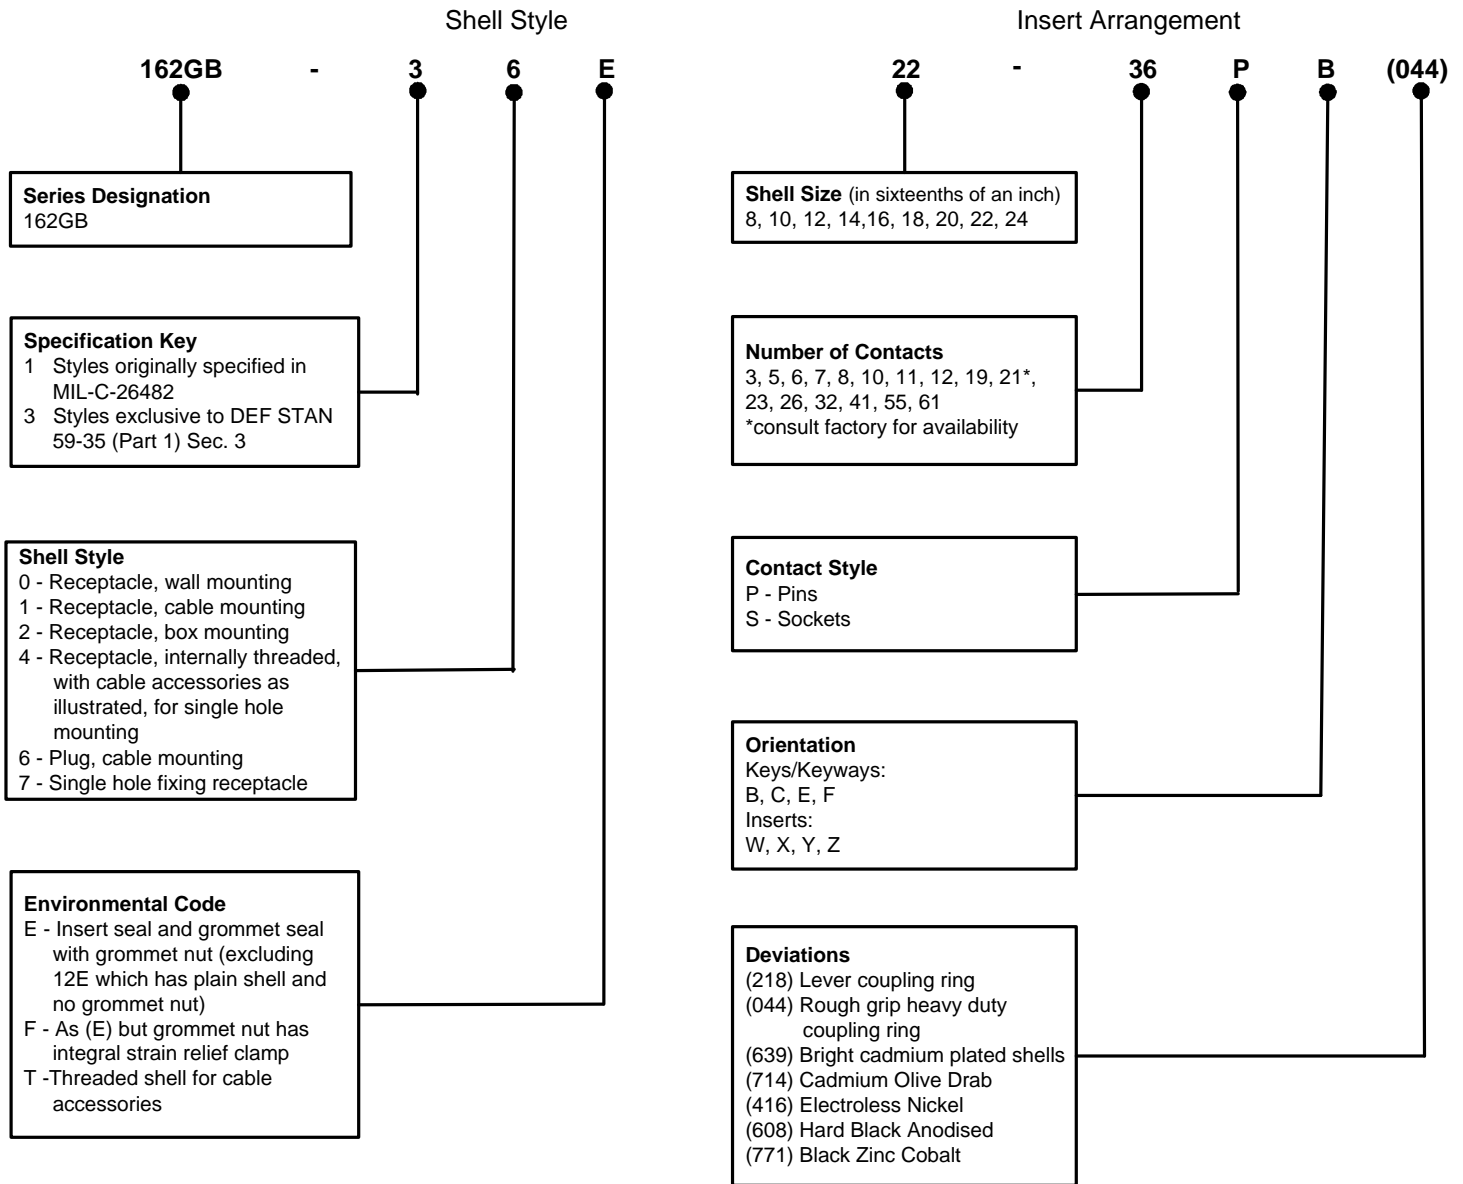 Shell Style
Insert Arrangement
162GB - 3 6 E 22 - 36 P B (044)
Series Designation
162GB
Specification Key
1 Styles originally specified in
MIL-C-26482
3 Styles exclusive to DEF STAN
59-35 (Part 1) Sec. 3
Shell Style
0 - Receptacle, wall mounting
1 - Receptacle, cable mounting
2 - Receptacle, box mounting
4 - Receptacle, internally threaded,
with cable accessories as
illustrated, for single hole
mounting
6 - Plug, cable mounting
7 - Single hole fixing receptacle
Environmental Code
E - Insert seal and grommet seal
with grommet nut (excluding
12E which has plain shell and
no grommet nut)
F - As (E) but grommet nut has
integral strain relief clamp
T -Threaded shell for cable
accessories
Shell Size (in sixteenths of an inch)
8, 10, 12, 14,16, 18, 20, 22, 24
Number of Contacts
3, 5, 6, 7, 8, 10, 11, 12, 19, 21*,
23, 26, 32, 41, 55, 61
*consult factory for availability
Contact Style
P - Pins
S - Sockets
Orientation
Keys/Keyways:
B, C, E, F
Inserts:
W, X, Y, Z
Deviations
(218) Lever coupling ring
(044) Rough grip heavy duty
coupling ring
(639) Bright cadmium plated shells
(714) Cadmium Olive Drab
(416) Electroless Nickel
(608) Hard Black Anodised
(771) Black Zinc Cobalt